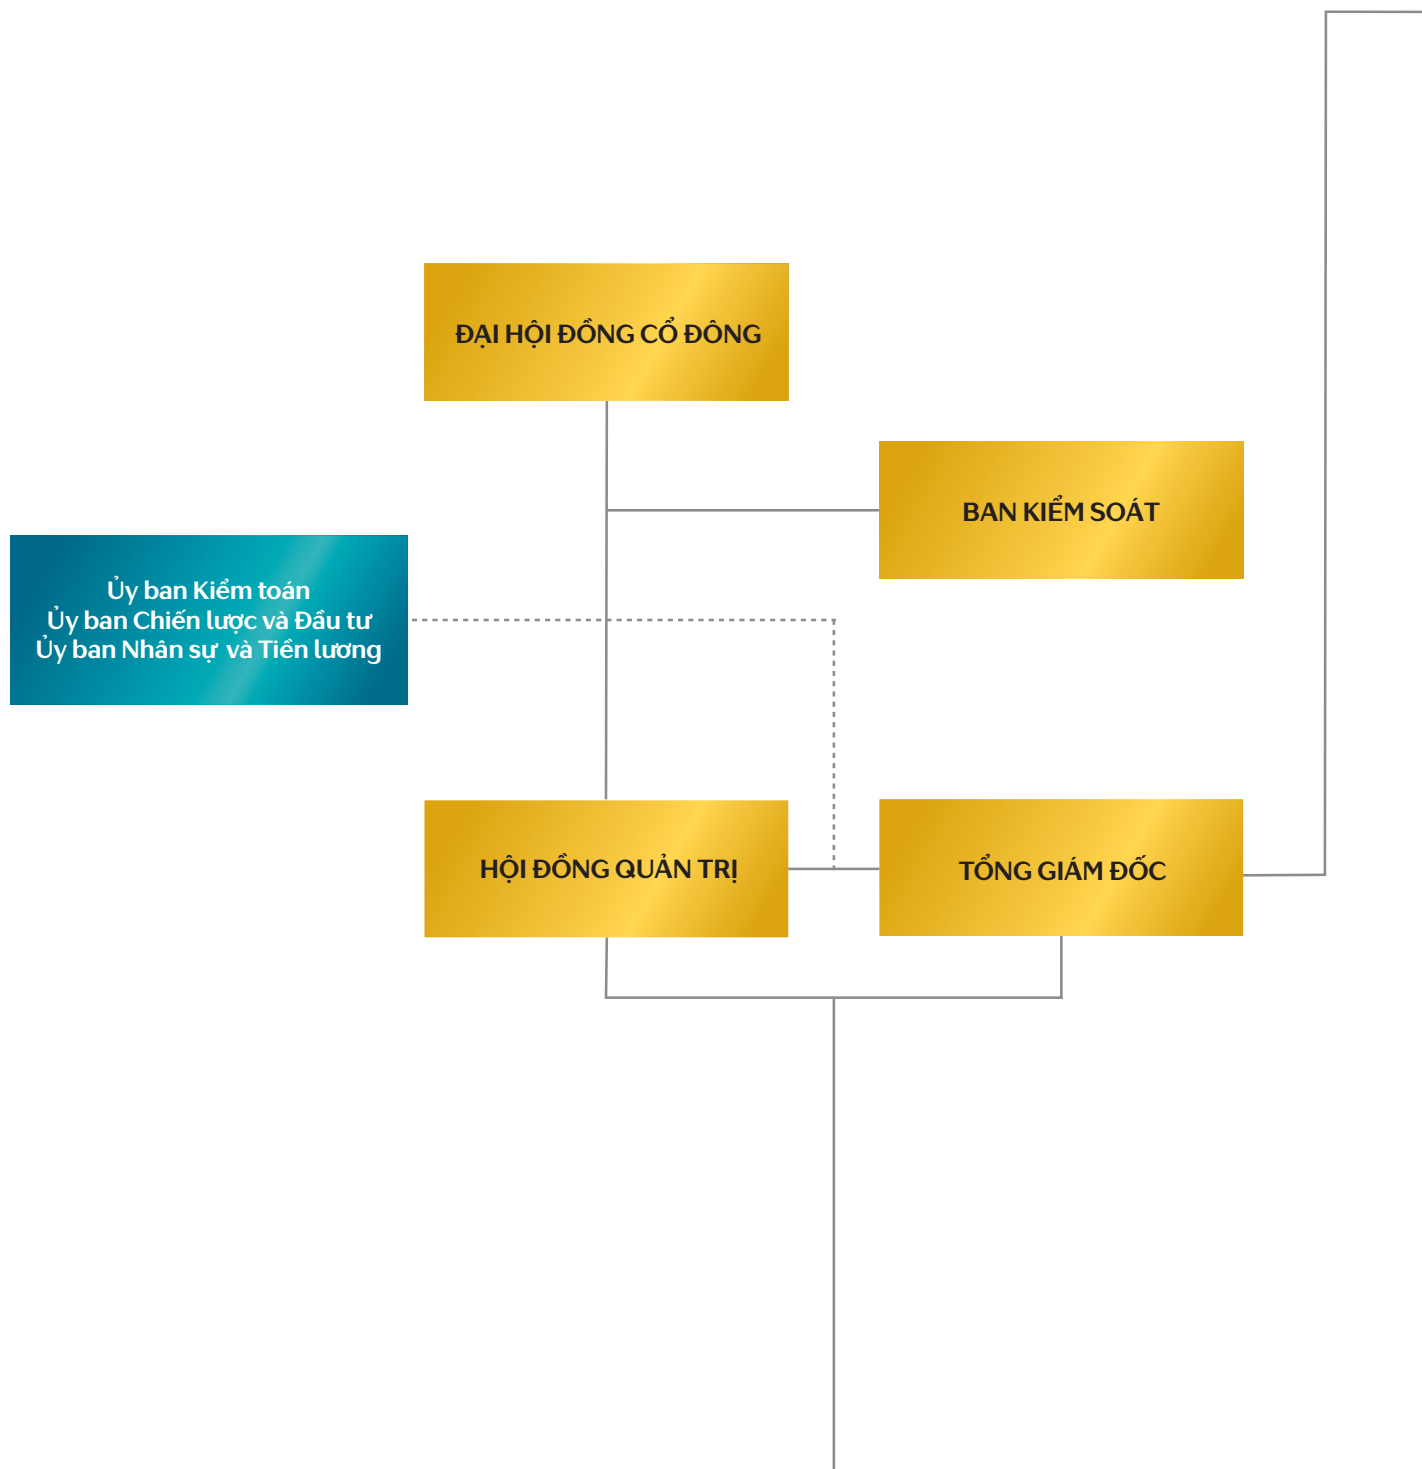 ĐẠI HỘI ĐỒNG CỔ ĐÔNG
BAN KIỂM SOÁT
Ủy ban Kiểm toán
Ủy ban Chiến lược và Đầu tư
Ủy ban Nhân sự và Tiền lương
HỘI ĐỒNG QUẢN TRỊ
TỔNG GIÁM ĐỐC